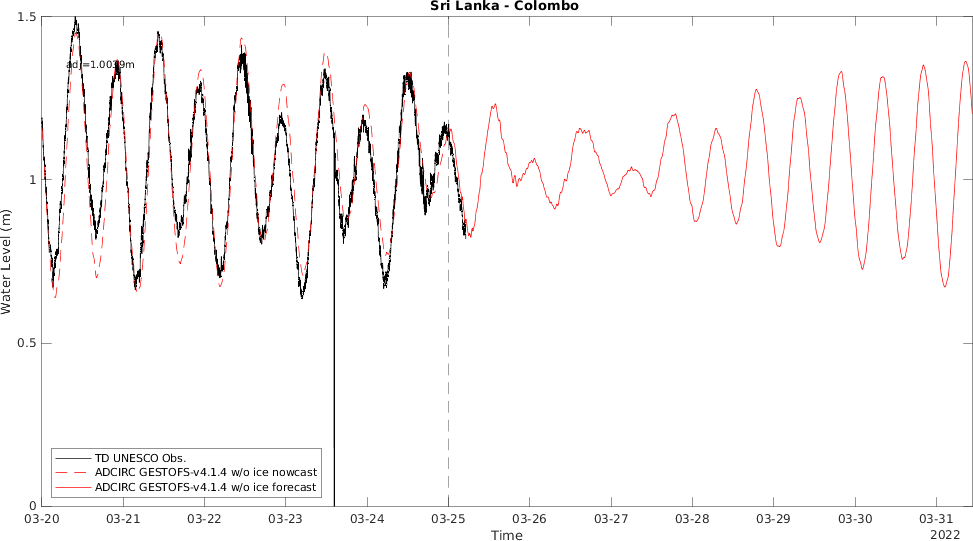 Sri Lanka - Colombo
1.5
adj=1.0039m
1
Water Level (m)
0.5
TD UNESCO Obs.
ADCIRC GESTOFS-v4.1.4 w/o ice nowcast
ADCIRC GESTOFS-v4.1.4 w/o ice forecast
0
03-20 03-21 03-22 03-23 03-24 03-25 03-26 03-27 03-28 03-29 03-30 03-31
Time
2022